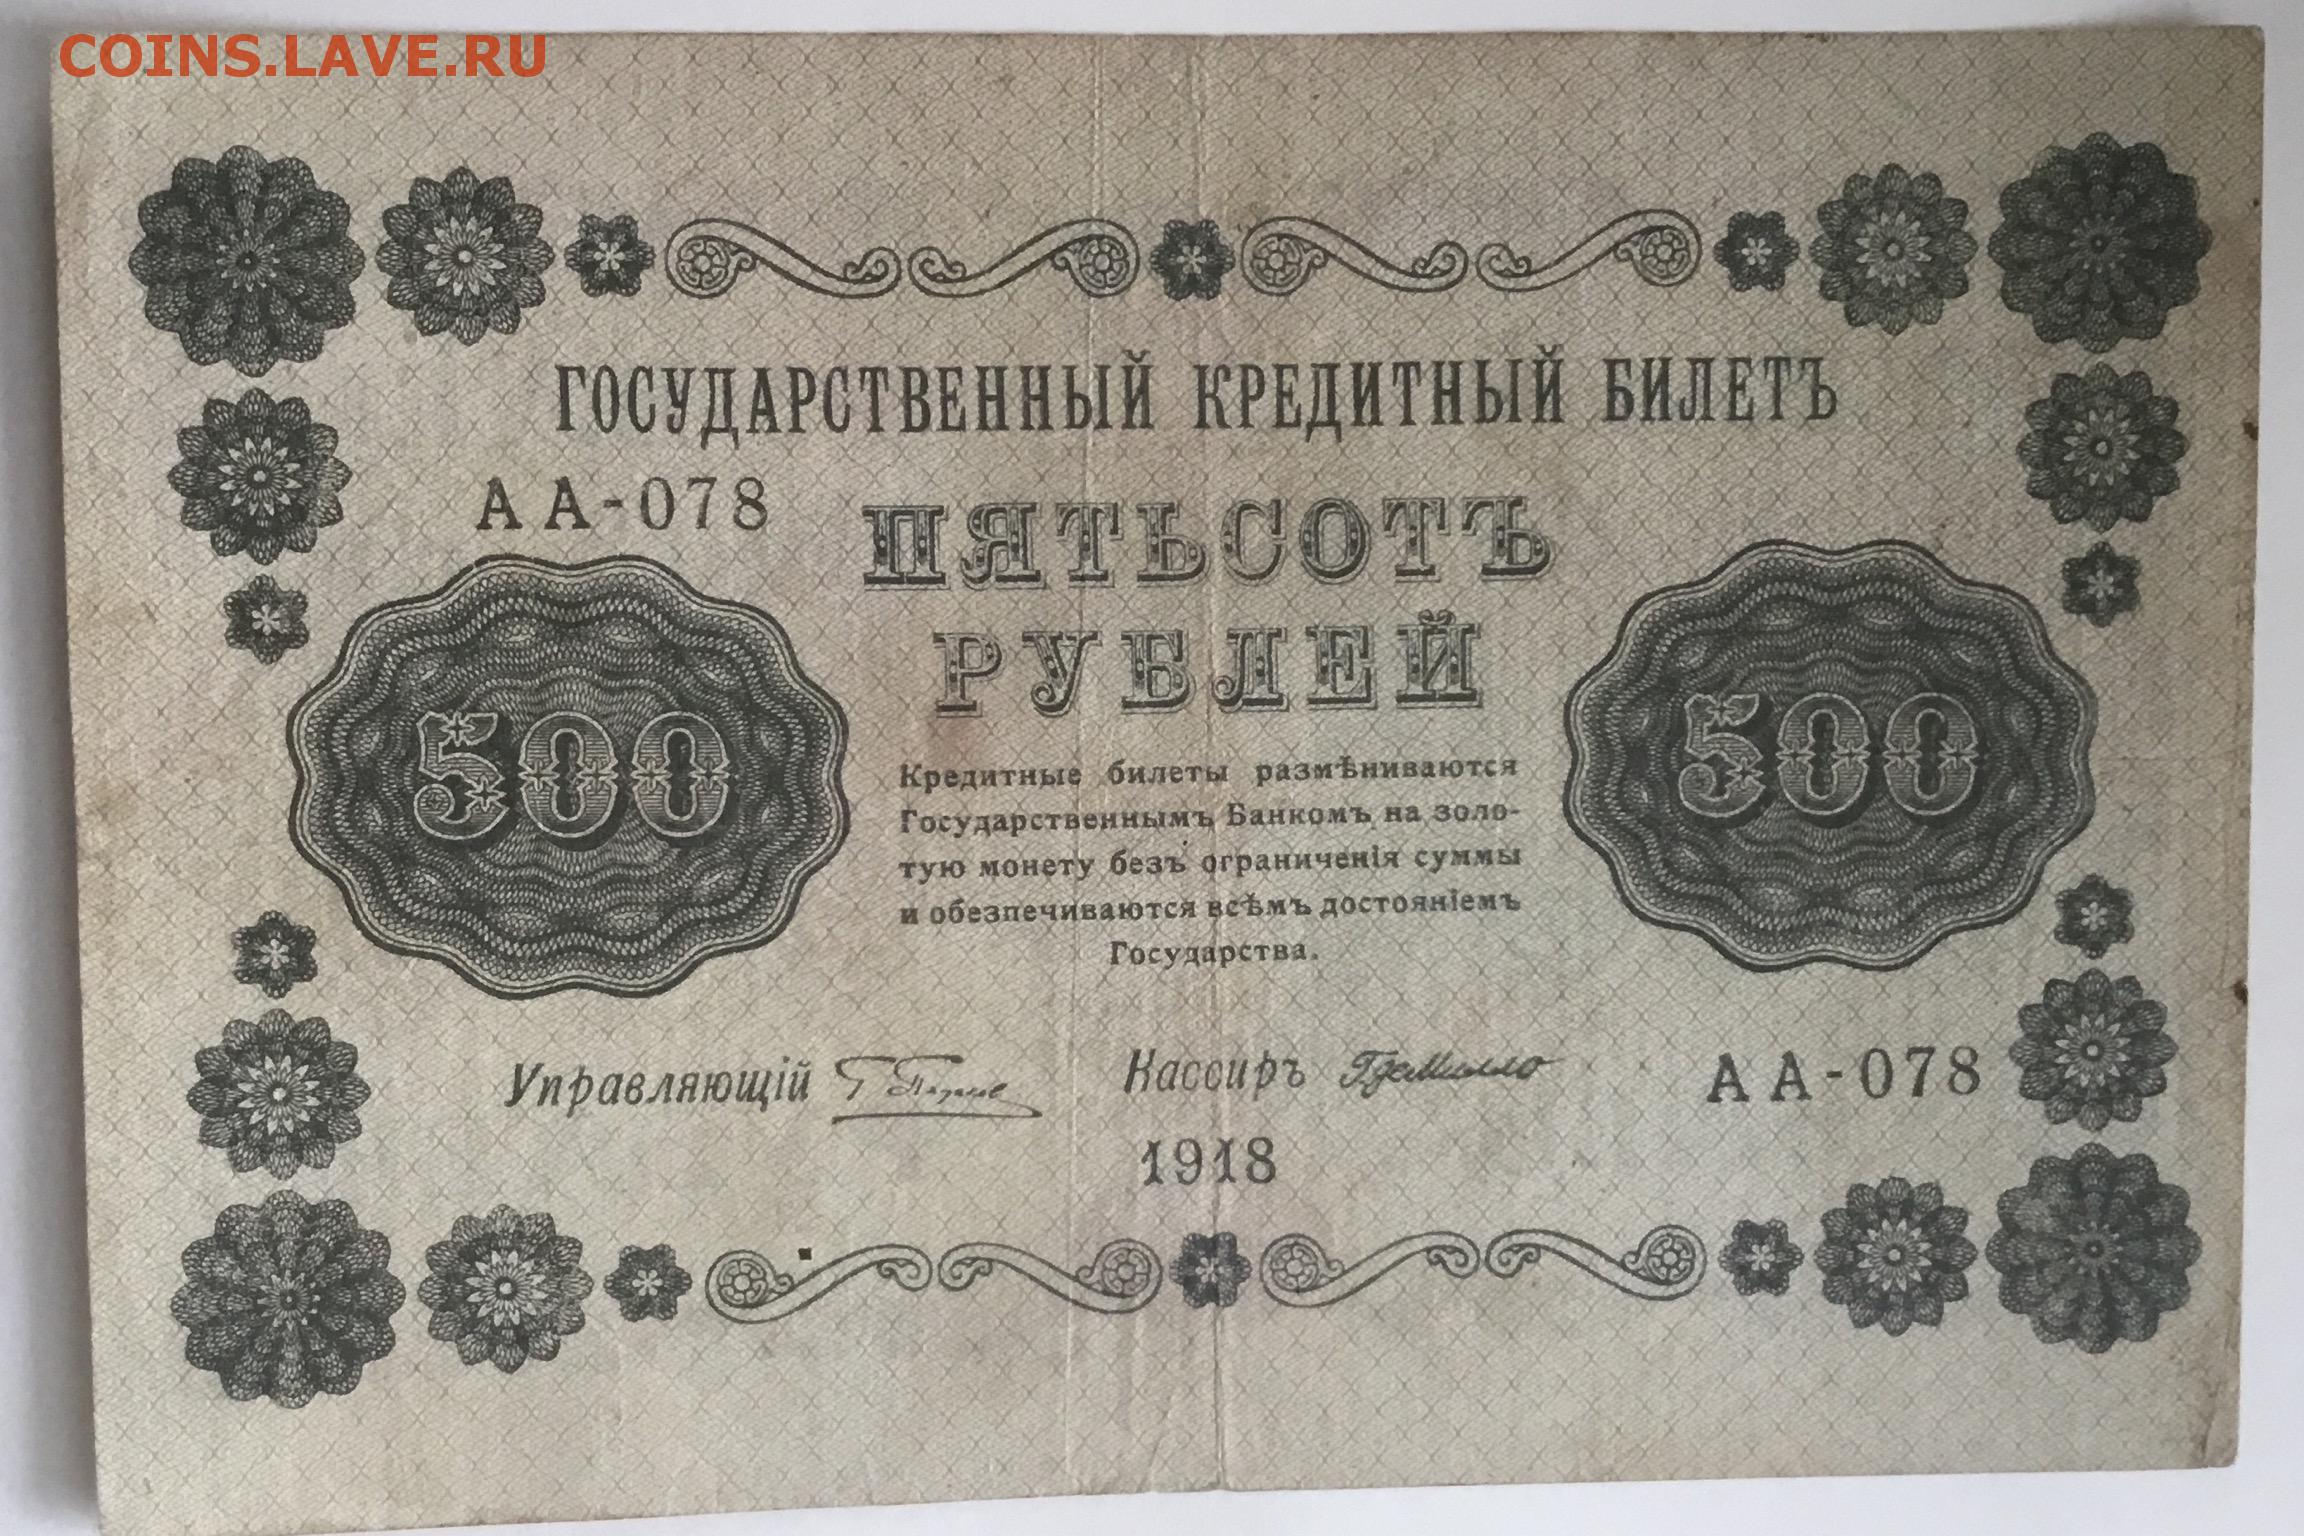 COINS.LAVE.RU
ГОСУДАРСТВЕННЫЙ КРЕДИТНЫЙ БИЛЕТЪ
АА-078
ПЯТЬСОТЪ
РУБЛЕЙ
500
500
Кредитные билеты размѣниваются
Государственнымъ Банкомъ на золо-
тую монету безъ ограниченія суммы
и обезпечиваются всѣмъ достояніемъ
Государства.
Управляющій
Кассиръ
АА-078
1918